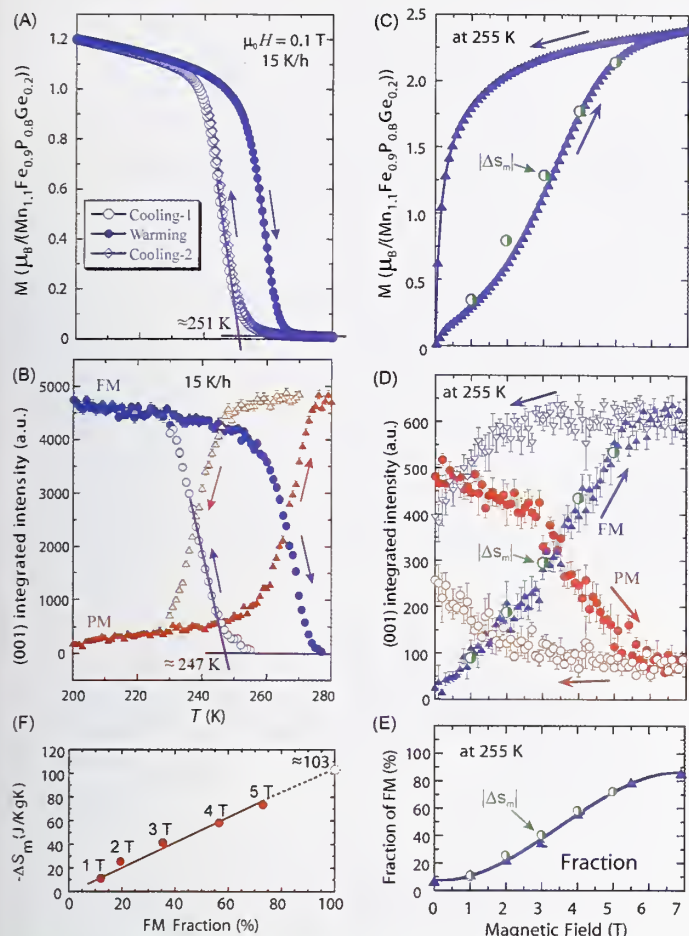 (A)
μ₀H = 0.1 T
15 K/h
M (μB/(Mn1.1Fe0.9P0.8Ge0.2))
1.2
1.0
0.8
0.6
0.4
0.2
0
Cooling-1
Warming
Cooling-2
≈251 K
(B)
FM
15 K/h
(001) integrated intensity (a.u.)
5000
4000
3000
2000
1000
0
PM
≈247 K
200
220
240
260
280
T (K)
(F)
-ΔSm(J/KgK)
120
100
80
60
40
20
0
≈103
1 T
2 T
3 T
4 T
5 T
0
20
40
60
80
100
FM Fraction (%)
(C)
at 255 K
M (μB/(Mn1.1Fe0.9P0.8Ge0.2))
2.5
2.00
1.5
1.00
0.5
0
|ΔSm|
(D)
at 255 K
(001) integrated intensity (a.u.)
600
500
400
300
200
100
0
FM
|ΔSm|
PM
(E)
at 255 K
Fraction of FM (%)
100
80
60
40
20
0
|ΔSm|
Fraction
0
1
2
3
4
5
6
7
Magnetic Field (T)